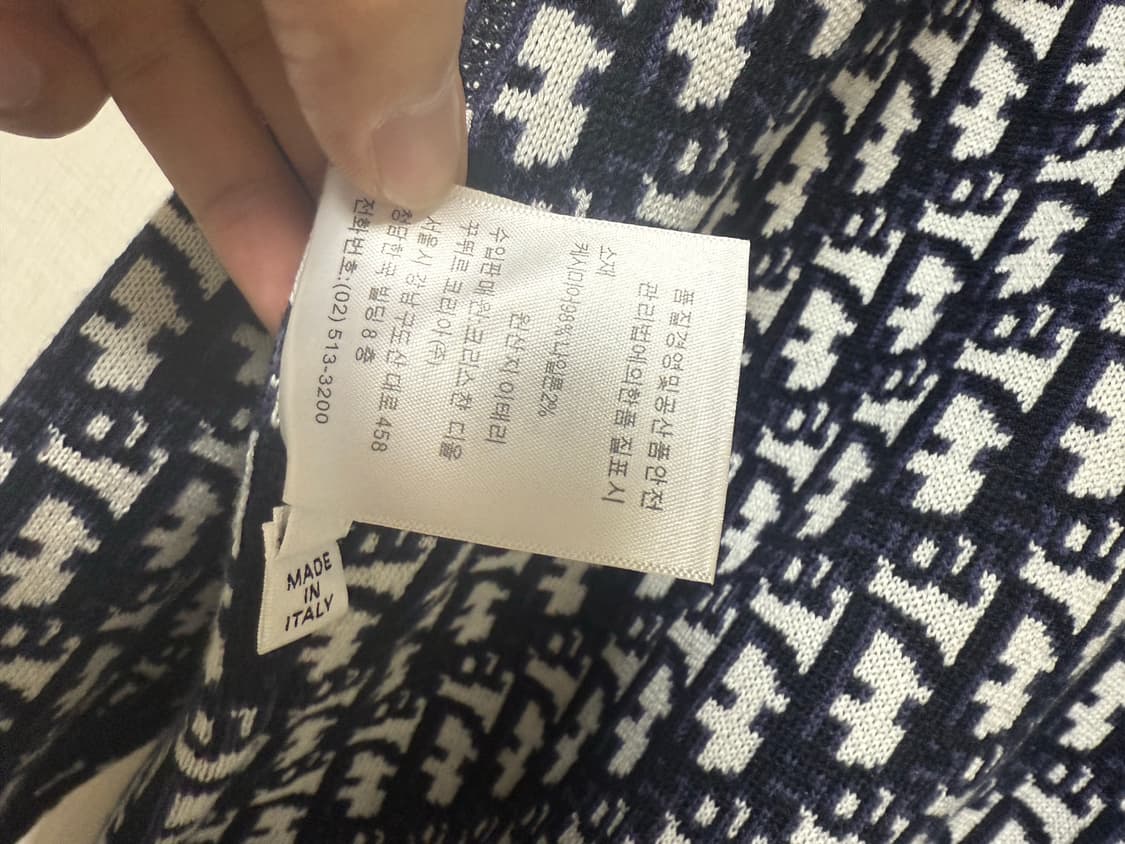 품질경영및공산품안전
관리법에의한품질표시
소재
캐시미어98%나일론2%
원산지 이태리
수입판매원:크리스챤 디올
꾸뛰르 코리아(주)
서울시 강남구도산 대로 458
청담한국 빌딩 8 층
전화번호:(02) 513-3200
MADE
IN
ITALY